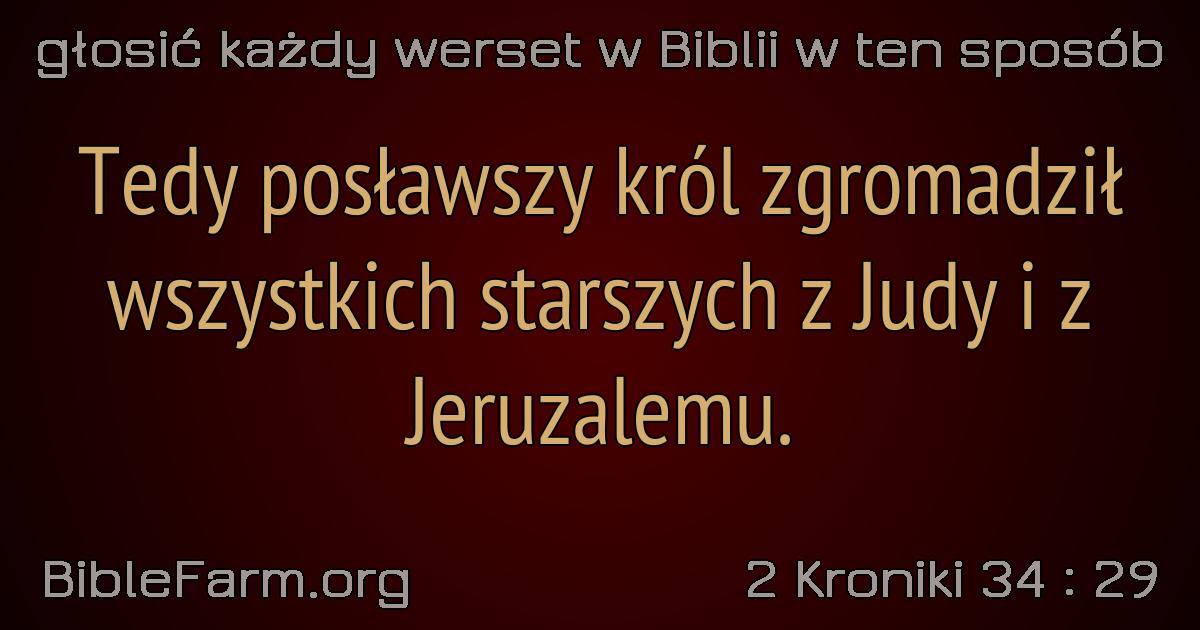 głosić każdy werset w Biblii w ten sposób
Tedy posławszy król zgromadził
wszystkich starszych z Judy i z
Jeruzalemu.
BibleFarm.org
2 Kroniki 34 : 29